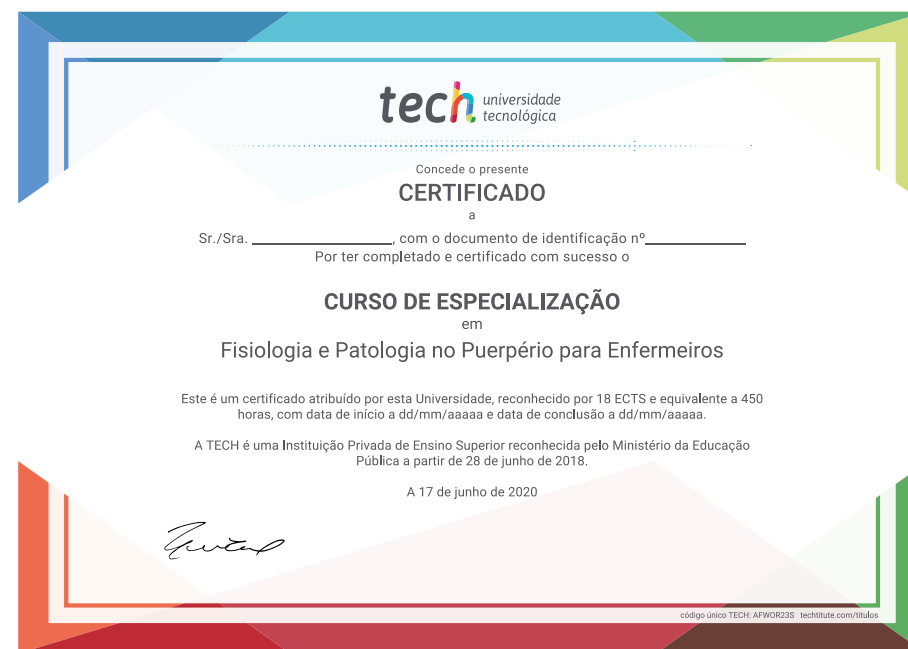 tech universidade
tecnológica
Concede o presente
CERTIFICADO
a
Sr./Sra. ____________________, com o documento de identificação nº______________
Por ter completado e certificado com sucesso o
CURSO DE ESPECIALIZAÇÃO
em
Fisiologia e Patologia no Puerpério para Enfermeiros
Este é um certificado atribuído por esta Universidade, reconhecido por 18 ECTS e equivalente a 450
horas, com data de início a dd/mm/aaaaa e data de conclusão a dd/mm/aaaaa.
A TECH é uma Instituição Privada de Ensino Superior reconhecida pelo Ministério da Educação
Pública a partir de 28 de junho de 2018.
A 17 de junho de 2020
código único TECH: AFWOR23S techtitute.com/titulos